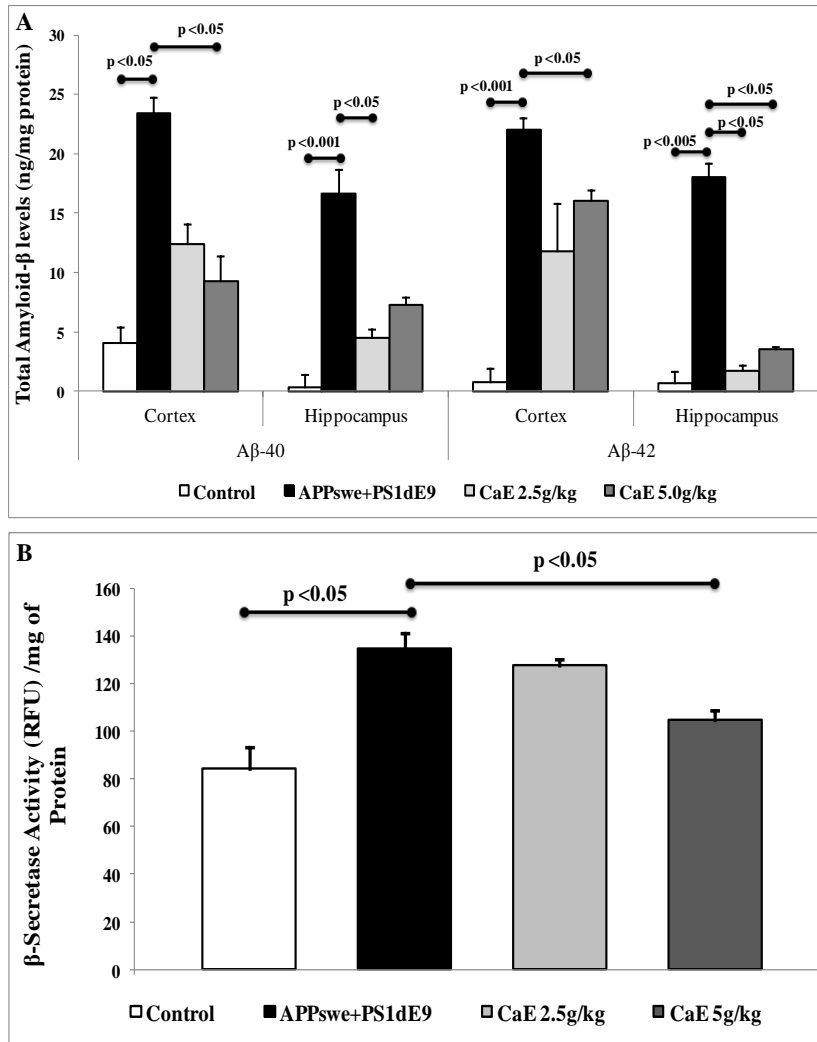 A
Total Amyloid-β levels (ng/mg protein)
30
25
20
15
10
5
0
p <0.05
p <0.05
p <0.001
p <0.05
p <0.001
p <0.05
p <0.005
p <0.05
p <0.05
Cortex Hippocampus Cortex Hippocampus
Aβ-40 Aβ-42
Control APPswe+PS1dE9 CaE 2.5g/kg CaE 5.0g/kg
B
β-Secretase Activity (RFU) /mg of
Protein
160
140
120
100
80
60
40
20
0
p <0.05
p <0.05
Control APPswe+PS1dE9 CaE 2.5g/kg CaE 5g/kg